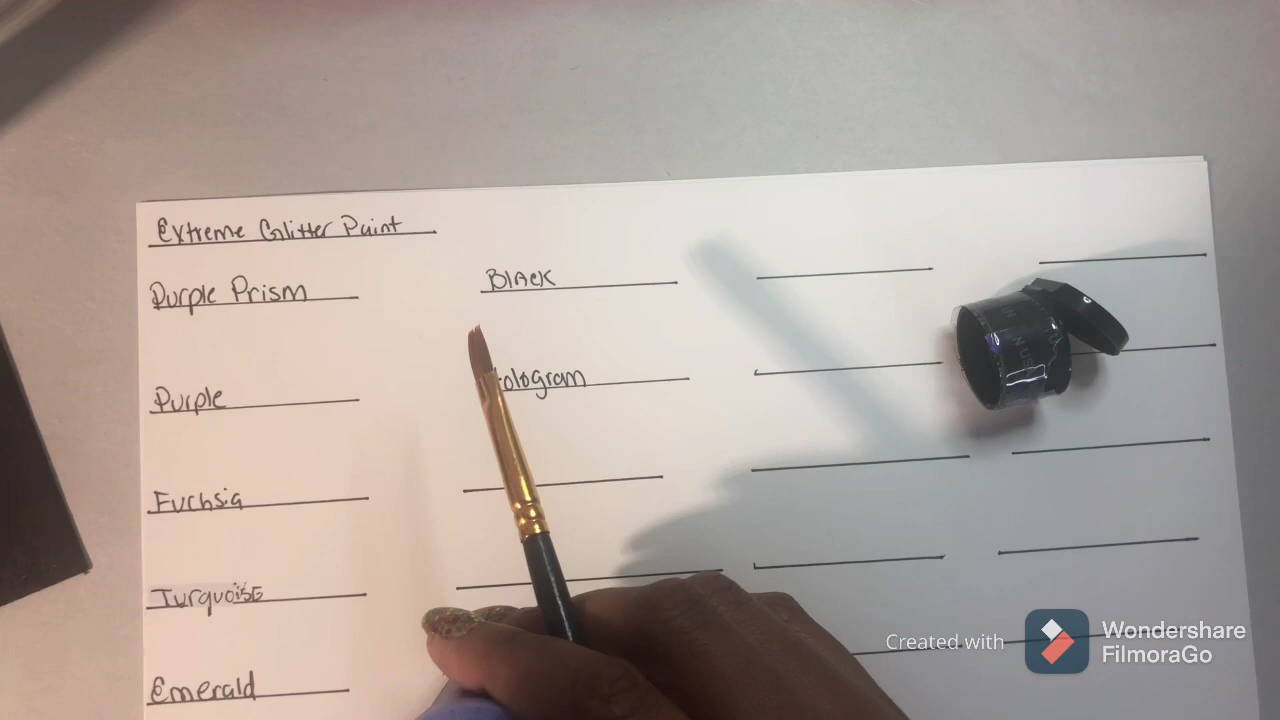 Extreme Glitter Paint
Purple Prism
Purple
Fuchsia
Turquoise
Emerald
Black
ologram
Created with
Wondershare
FilmoraGo